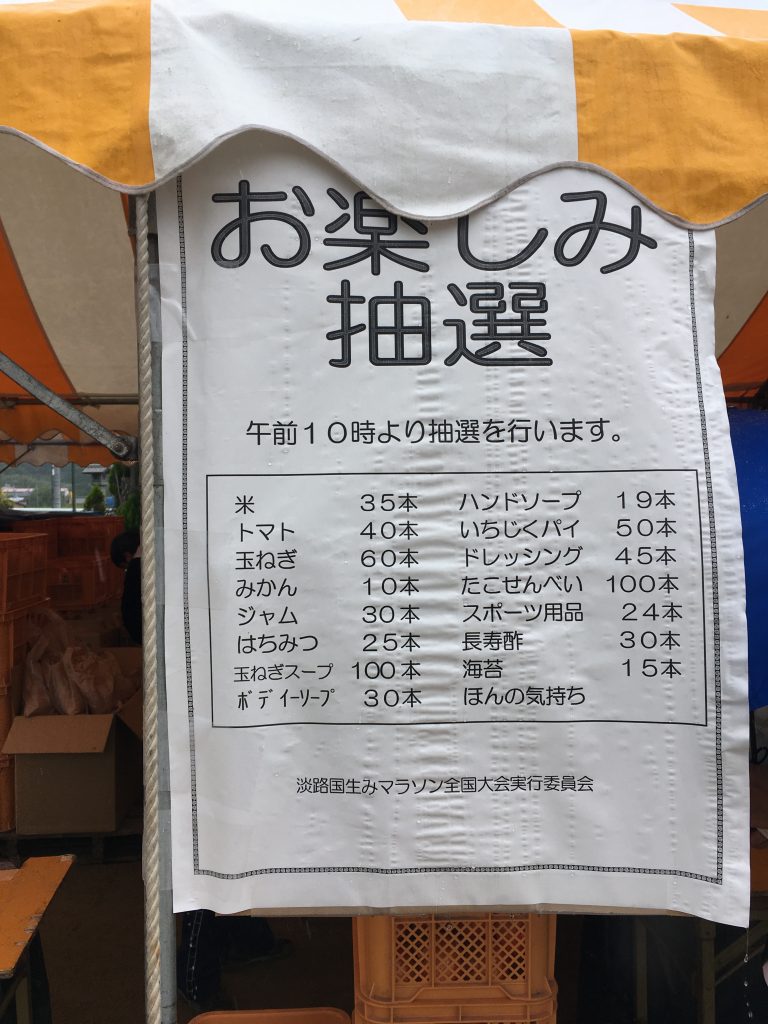 お楽しみ
抽選
午前１０時より抽選を行います。
米 ３５本 ハンドソープ １９本
トマト ４０本 いちじくパイ ５０本
玉ねぎ ６０本 ドレッシング ４５本
みかん １０本 たこせんべい １００本
ジャム ３０本 スポーツ用品 ２４本
はちみつ ２５本 長寿酢 ３０本
玉ねぎスープ １００本 海苔 １５本
ﾎﾞﾃﾞｲｰｿｰﾌﾟ ３０本 ほんの気持ち
淡路国生みマラソン全国大会実行委員会